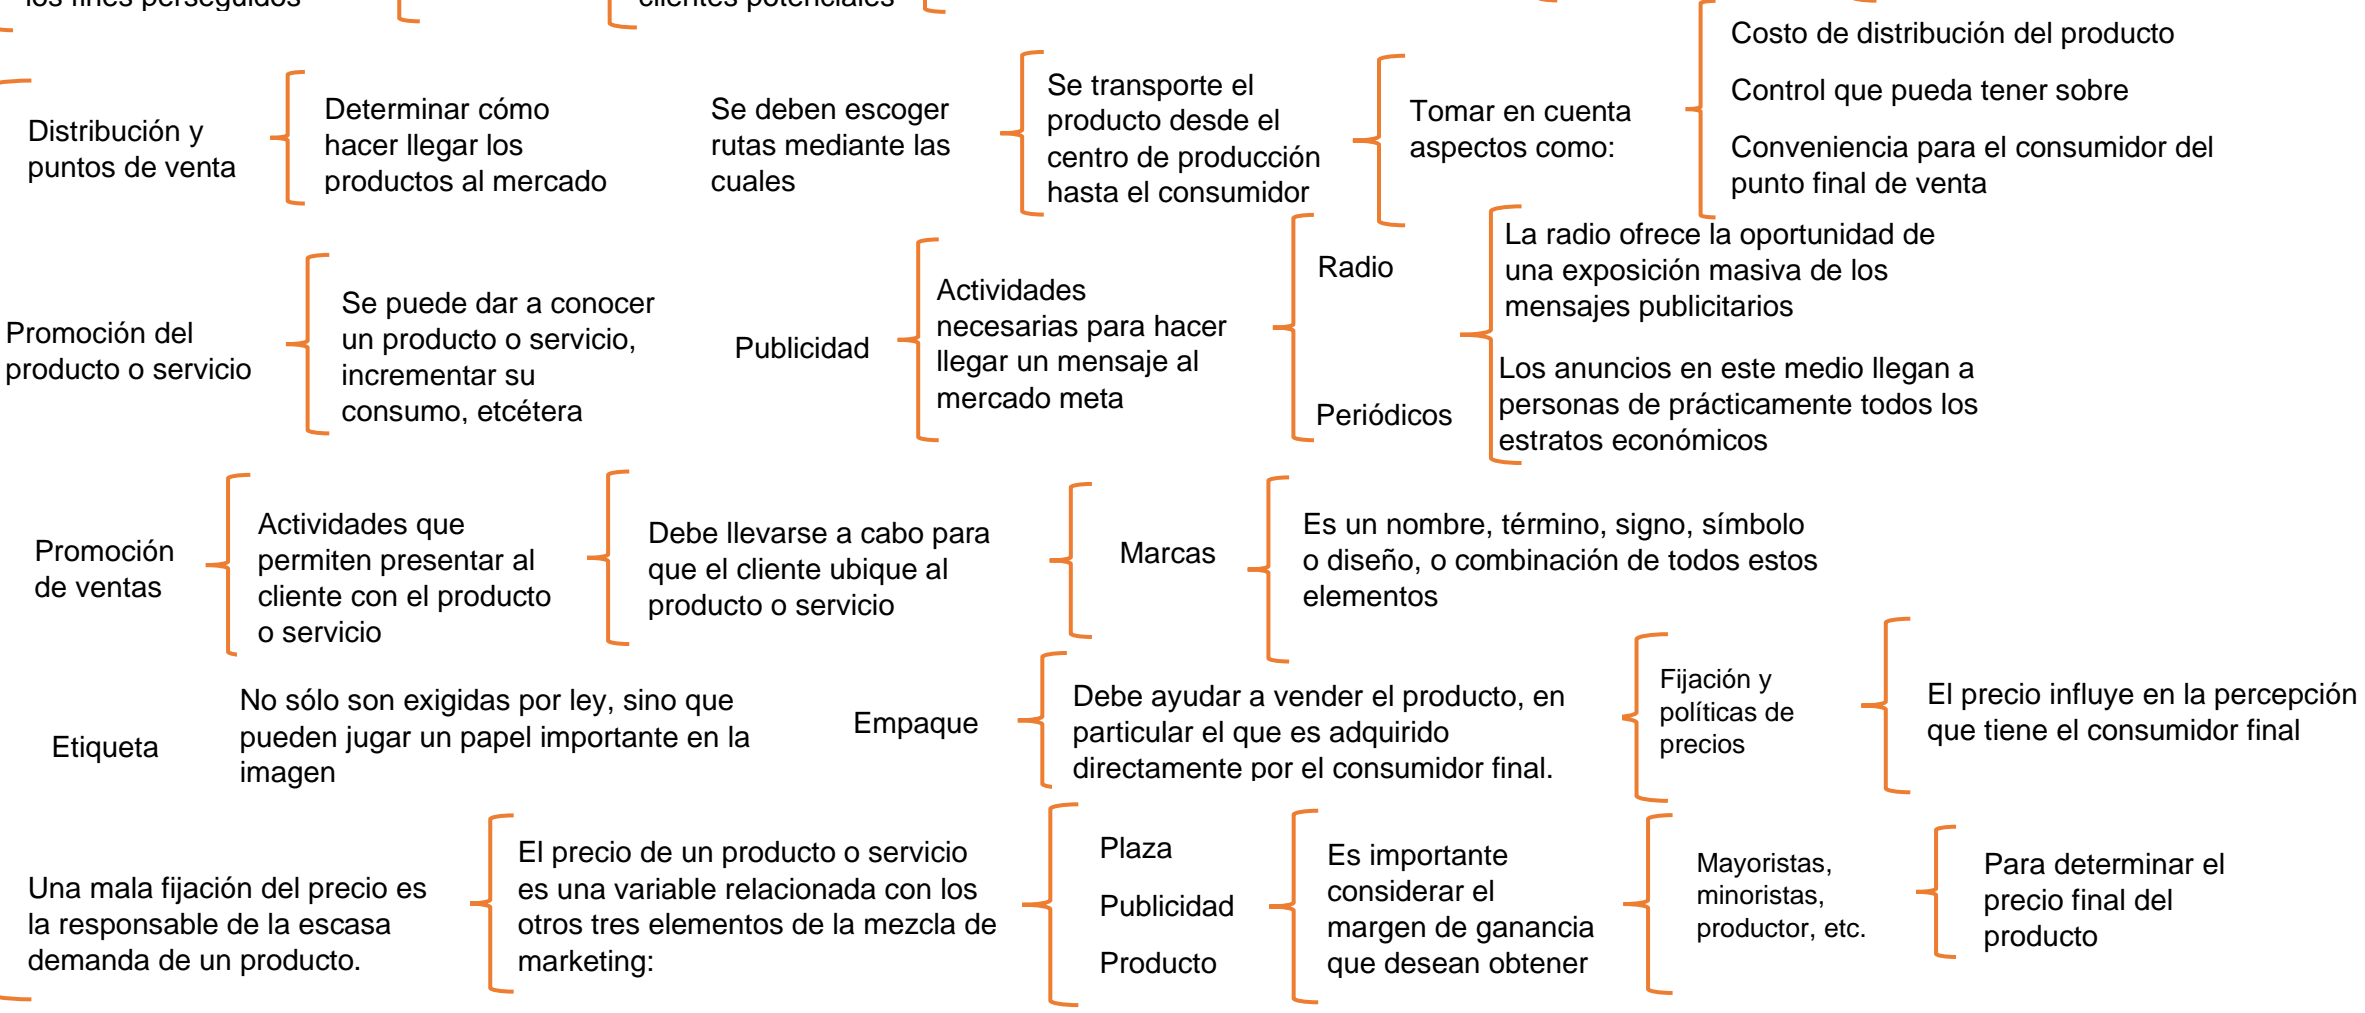 los fines perseguidos
clientes potenciales
Distribución y
puntos de venta
Determinar cómo
hacer llegar los
productos al mercado
Se deben escoger
rutas mediante las
cuales
Se transporte el
producto desde el
centro de producción
hasta el consumidor
Tomar en cuenta
aspectos como:
Costo de distribución del producto
Control que pueda tener sobre
Conveniencia para el consumidor del
punto final de venta
Promoción del
producto o servicio
Se puede dar a conocer
un producto o servicio,
incrementar su
consumo, etcétera
Publicidad
Actividades
necesarias para hacer
llegar un mensaje al
mercado meta
Radio
Periódicos
La radio ofrece la oportunidad de
una exposición masiva de los
mensajes publicitarios
Los anuncios en este medio llegan a
personas de prácticamente todos los
estratos económicos
Promoción
de ventas
Actividades que
permiten presentar al
cliente con el producto
o servicio
Debe llevarse a cabo para
que el cliente ubique al
producto o servicio
Marcas
Es un nombre, término, signo, símbolo
o diseño, o combinación de todos estos
elementos
Etiqueta
No sólo son exigidas por ley, sino que
pueden jugar un papel importante en la
imagen
Empaque
Debe ayudar a vender el producto, en
particular el que es adquirido
directamente por el consumidor final.
Fijación y
políticas de
precios
El precio influye en la percepción
que tiene el consumidor final
Una mala fijación del precio es
la responsable de la escasa
demanda de un producto.
El precio de un producto o servicio
es una variable relacionada con los
otros tres elementos de la mezcla de
marketing:
Plaza
Publicidad
Producto
Es importante
considerar el
margen de ganancia
que desean obtener
Mayoristas,
minoristas,
productor, etc.
Para determinar el
precio final del
producto